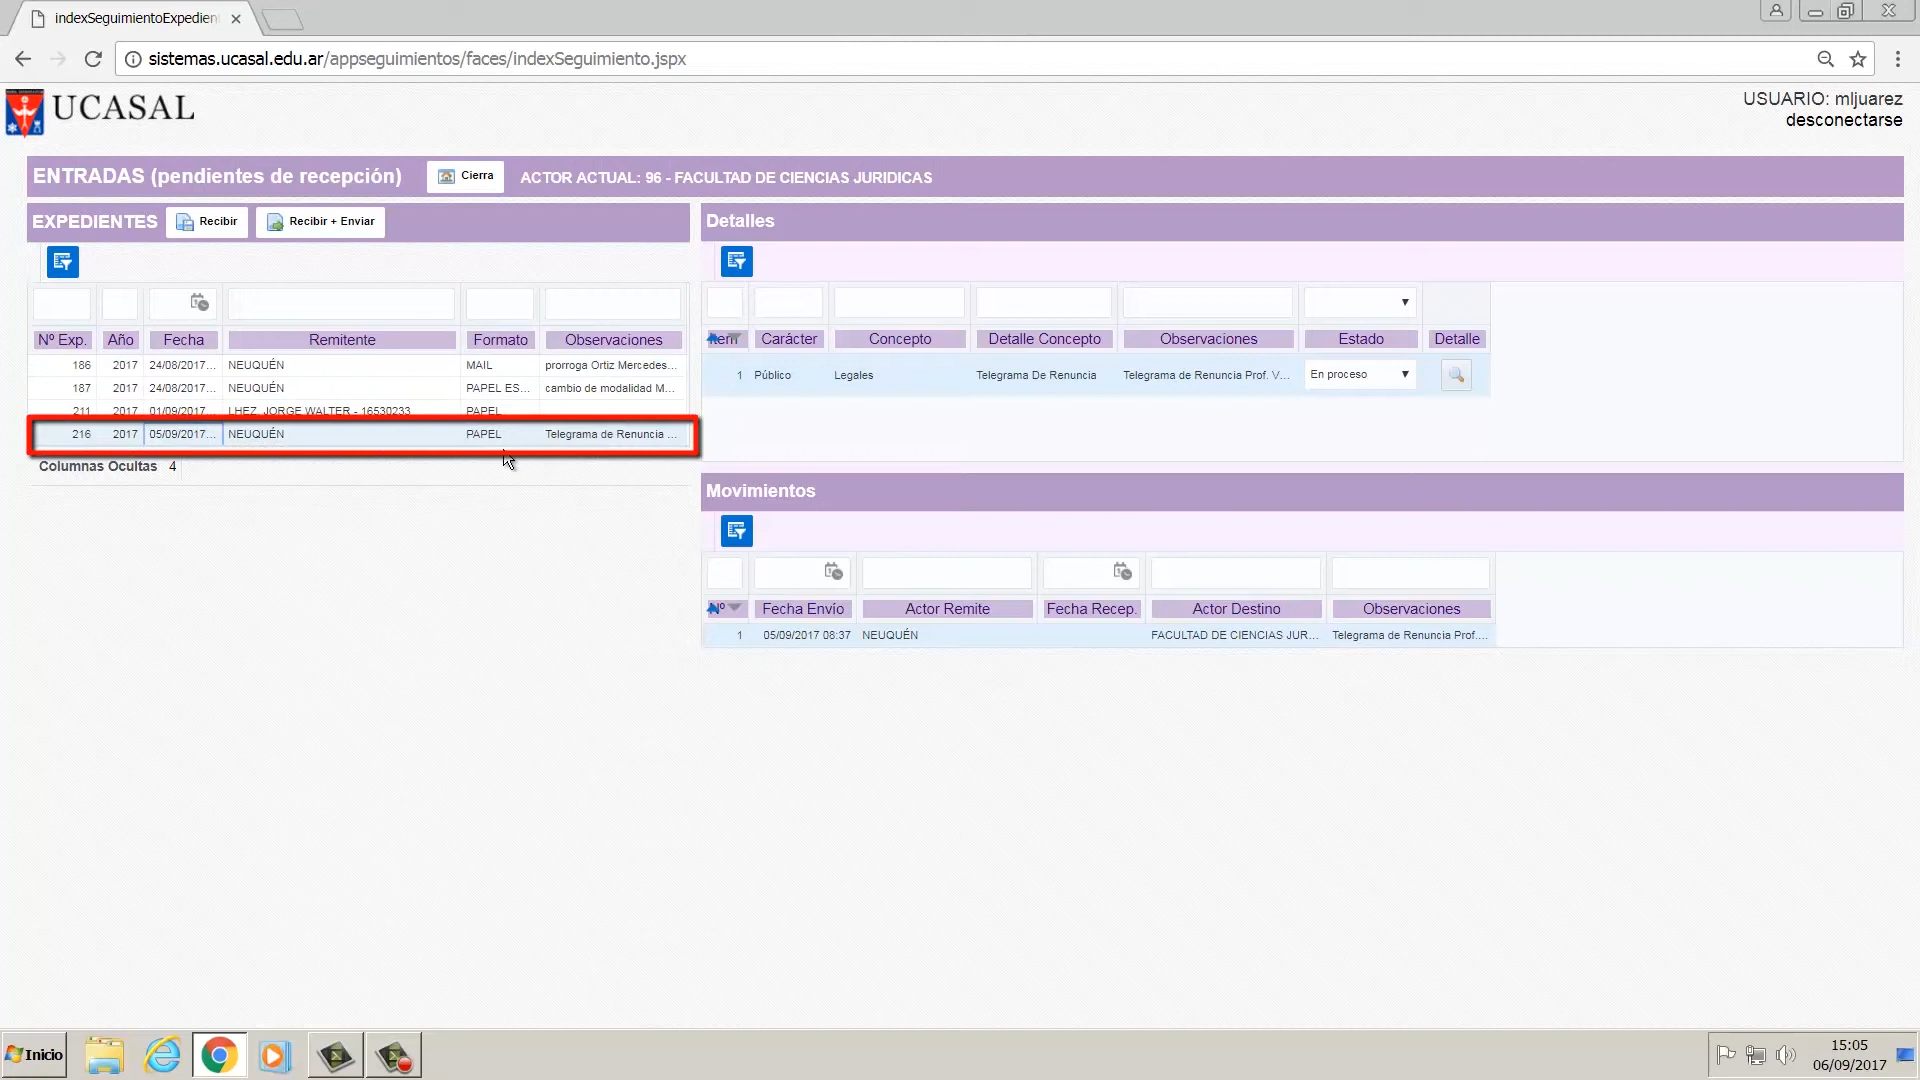 indexSeguimientoExpedien
sistemas.ucasal.edu.ar/appseguimientos/faces/indexSeguimiento.jspx
UCASAL
USUARIO: mljuarez
desconectarse
ENTRADAS (pendientes de recepción) Cierra ACTOR ACTUAL: 96 - FACULTAD DE CIENCIAS JURIDICAS
EXPEDIENTES Recibir Recibir + Enviar
Nº Exp. Año Fecha Remitente Formato Observaciones
186 2017 24/08/2017... NEUQUÉN MAIL prorroga Ortiz Mercedes...
187 2017 24/08/2017... NEUQUÉN PAPEL ES... cambio de modalidad M...
211 2017 01/09/2017... LHEZ, JORGE WALTER - 16530233 PAPEL
216 2017 05/09/2017... NEUQUÉN PAPEL Telegrama de Renuncia ...
Columnas Ocultas 4
Detalles
Item Carácter Concepto Detalle Concepto Observaciones Estado Detalle
1 Público Legales Telegrama De Renuncia Telegrama de Renuncia Prof. V... En proceso
Movimientos
Nº Fecha Envío Actor Remite Fecha Recep. Actor Destino Observaciones
1 05/09/2017 08:37 NEUQUÉN FACULTAD DE CIENCIAS JUR... Telegrama de Renuncia Prof....
Inicio
15:05
06/09/2017